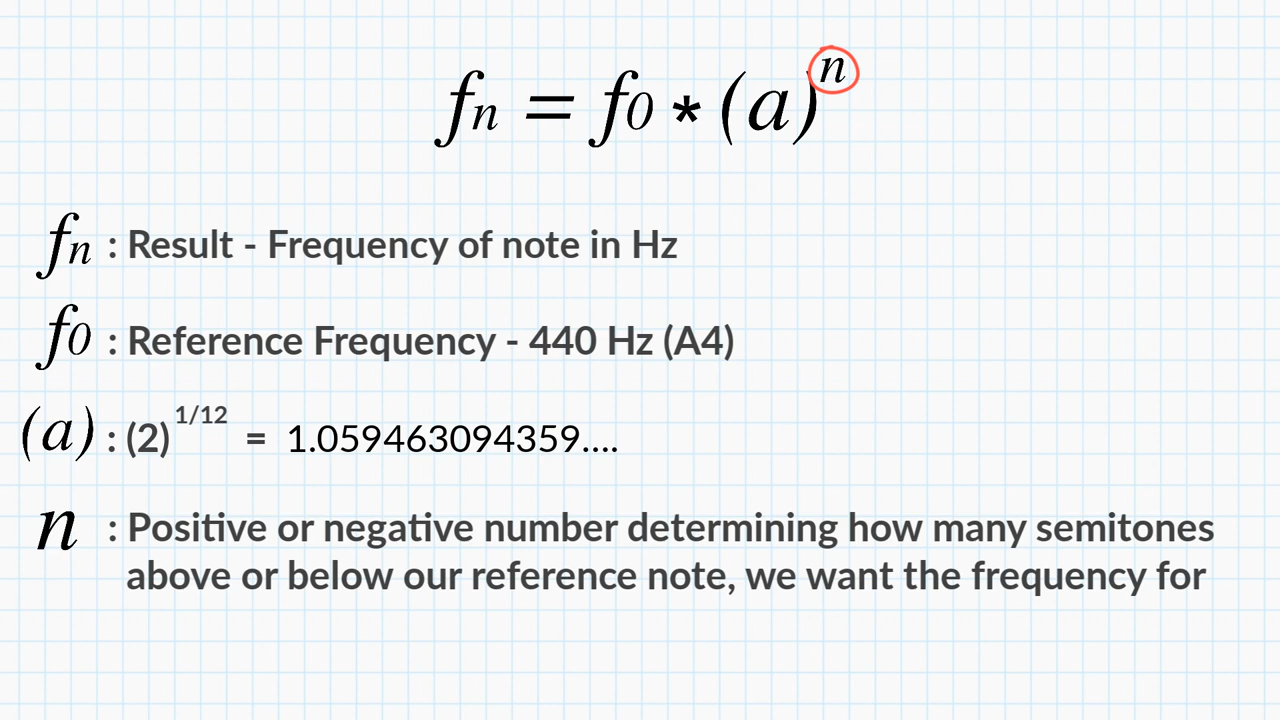 fn = f0 * (a)^n
fn : Result - Frequency of note in Hz
f0 : Reference Frequency - 440 Hz (A4)
(a) : (2)^1/12 = 1.059463094359....
n : Positive or negative number determining how many semitones
above or below our reference note, we want the frequency for